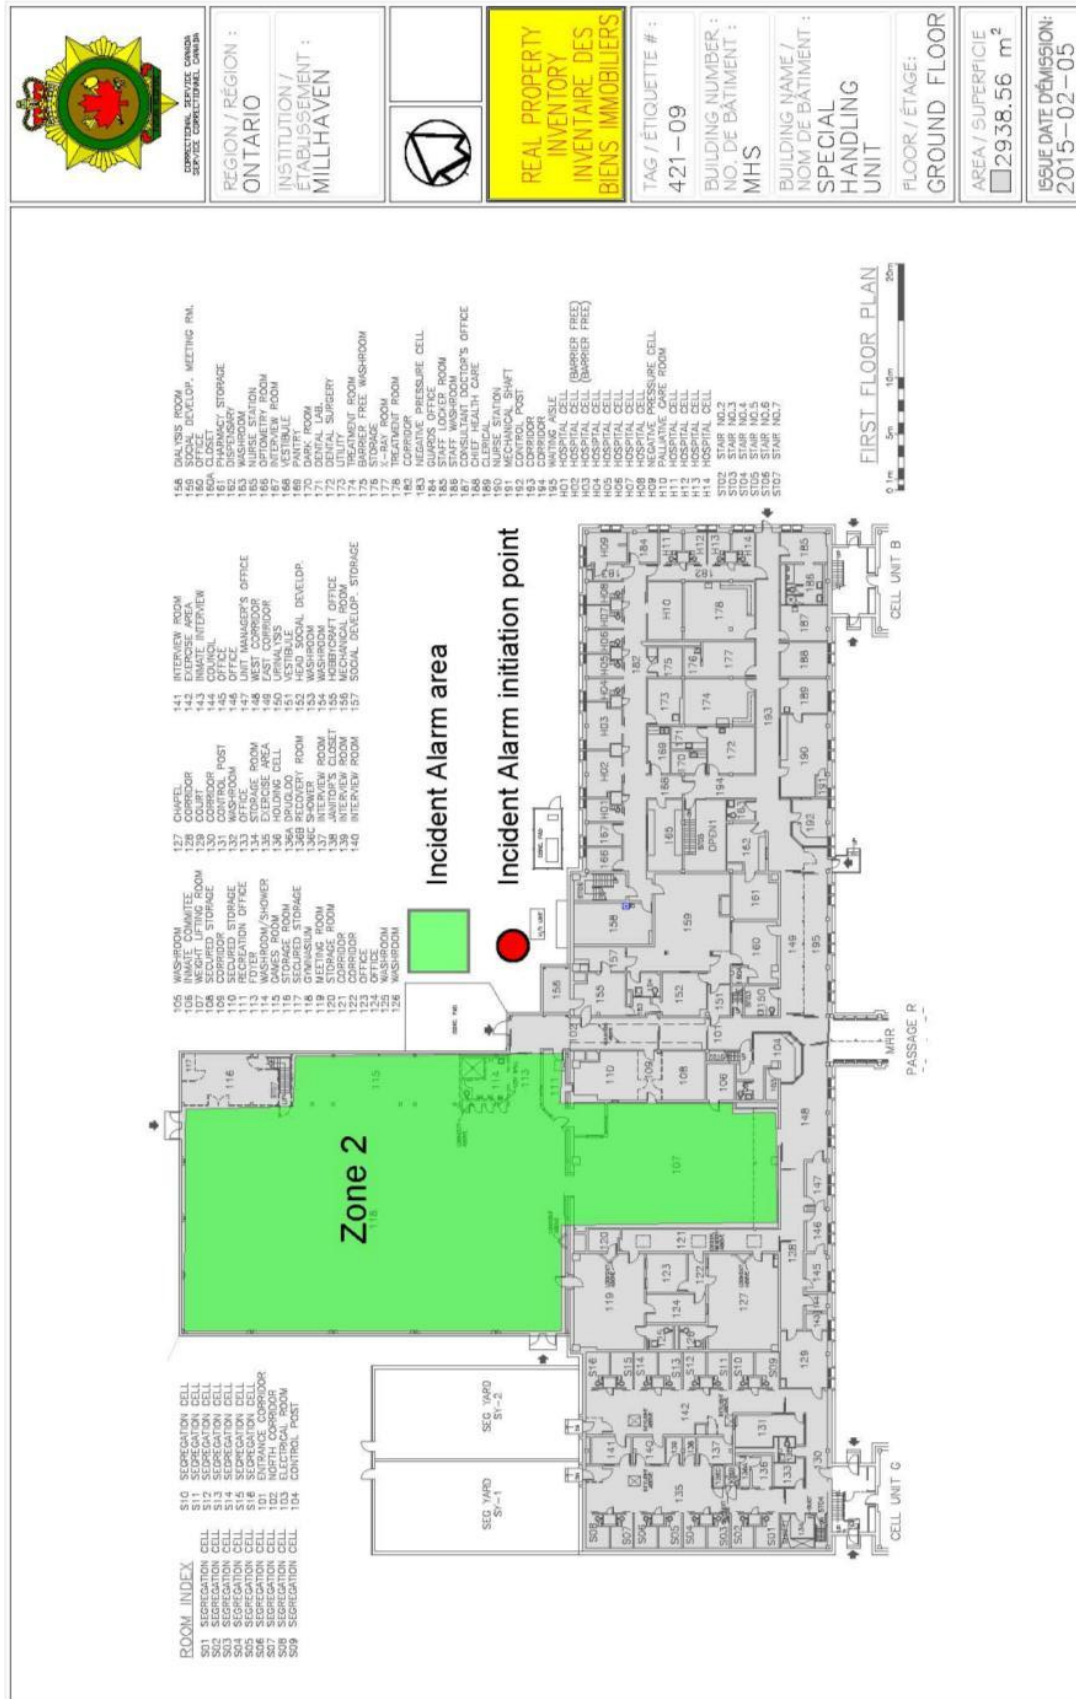 CORRECTIONAL SERVICE CANADA
SERVICE CORRECTIONNEL CANADA
REGION / RÉGION :
ONTARIO
INSTITUTION /
ÉTABLISSEMENT :
MILLHAVEN
REAL PROPERTY
INVENTORY
INVENTAIRE DES
BIENS IMMOBILIERS
TAG / ÉTIQUETTE # :
421-09
BUILDING NUMBER :
NO. DE BÂTIMENT :
MHS
BUILDING NAME /
NOM DE BATIMENT :
SPECIAL
HANDLING
UNIT
FLOOR / ÉTAGE:
GROUND FLOOR
AREA / SUPERFICIE
2938.56 m²
ISSUE DATE D'ÉMISSION:
2015-02-05
ROOM INDEX
S01 SEGREGATION CELL
S02 SEGREGATION CELL
S03 SEGREGATION CELL
S04 SEGREGATION CELL
S05 SEGREGATION CELL
S06 SEGREGATION CELL
S07 SEGREGATION CELL
S08 SEGREGATION CELL
S09 SEGREGATION CELL
S10 SEGREGATION CELL
S11 SEGREGATION CELL
S12 SEGREGATION CELL
S13 SEGREGATION CELL
S14 SEGREGATION CELL
S15 SEGREGATION CELL
S16 SEGREGATION CELL
101 ENTRANCE CORRIDOR
102 NORTH CORRIDOR
103 ELECTRICAL ROOM
104 CONTROL POST
105 WASHROOM
106 INMATE COMMITEE
107 WEIGHT LIFTING ROOM
108 SECURED STORAGE
109 CORRIDOR
110 SECURED STORAGE
111 RECREATION OFFICE
113 FOYER
114 WASHROOM/SHOWER
115 GAMES ROOM
116 STORAGE ROOM
117 SECURED STORAGE
118 GYMNASIUM
119 MEETING ROOM
120 STORAGE ROOM
121 CORRIDOR
122 CORRIDOR
123 OFFICE
124 OFFICE
125 WASHROOM
126 WASHROOM
127 CHAPEL
128 CORRIDOR
129 COURT
130 CORRIDOR
131 CONTROL POST
132 WASHROOM
133 OFFICE
134 STORAGE ROOM
135 EXERCISE AREA
136 HOLDING CELL
136A DRUGLOO
136B RECOVERY ROOM
136C SHOWER
137 INTERVIEW ROOM
138 JANITOR'S CLOSET
139 INTERVIEW ROOM
140 INTERVIEW ROOM
141 INTERVIEW ROOM
142 EXERCISE AREA
143 INMATE INTERVIEW
144 COUNCIL
145 OFFICE
146 OFFICE
147 UNIT MANAGER'S OFFICE
148 WEST CORRIDOR
149 EAST CORRIDOR
150 URINALYSIS
151 VESTIBULE
152 HEAD SOCIAL DEVELOP.
153 WASHROOM
154 WASHROOM
155 HOBBYCRAFT OFFICE
156 MECHANICAL ROOM
157 SOCIAL DEVELOP. STORAGE
158 DIALYSIS ROOM
159 SOCIAL DEVELOP. MEETING RM.
160 OFFICE
160A CLOSET
161 PHARMACY STORAGE
162 DISPENSARY
163 WASHROOM
165 NURSE STATION
166 OPTOMETRY ROOM
167 INTERVIEW ROOM
168 VESTIBULE
169 PANTRY
170 DARK ROOM
171 DENTAL LAB.
172 DENTAL SURGERY
173 UTILITY
174 TREATMENT ROOM
175 BARRIER FREE WASHROOM
176 STORAGE
177 X-RAY ROOM
178 TREATMENT ROOM
182 CORRIDOR
183 NEGATIVE PRESSURE CELL
184 GUARDS OFFICE
185 STAFF LOCKER ROOM
186 STAFF WASHROOM
187 CONSULTANT DOCTOR'S OFFICE
188 CHIEF HEALTH CARE
189 CLERICAL
190 NURSE STATION
191 MECHANICAL SHAFT
192 CONTROL POST
193 CORRIDOR
194 CORRIDOR
195 WAITING AISLE
H01 HOSPITAL CELL
H02 HOSPITAL CELL (BARRIER FREE)
H03 HOSPITAL CELL (BARRIER FREE)
H04 HOSPITAL CELL
H05 HOSPITAL CELL
H06 HOSPITAL CELL
H07 HOSPITAL CELL
H08 HOSPITAL CELL
H09 NEGATIVE PRESSURE CELL
H10 PALLIATIVE CARE ROOM
H11 HOSPITAL CELL
H12 HOSPITAL CELL
H13 HOSPITAL CELL
H14 HOSPITAL CELL
ST02 STAIR NO.2
ST03 STAIR NO.3
ST04 STAIR NO.4
ST05 STAIR NO.5
ST06 STAIR NO.6
ST07 STAIR NO.7
Incident Alarm area
Incident Alarm initiation point
Zone 2
SEG YARD
SY-1
SEG YARD
SY-2
CELL UNIT G
MRR
PASSAGE R
CELL UNIT B
FIRST FLOOR PLAN
0 1m 5m 10m 20m